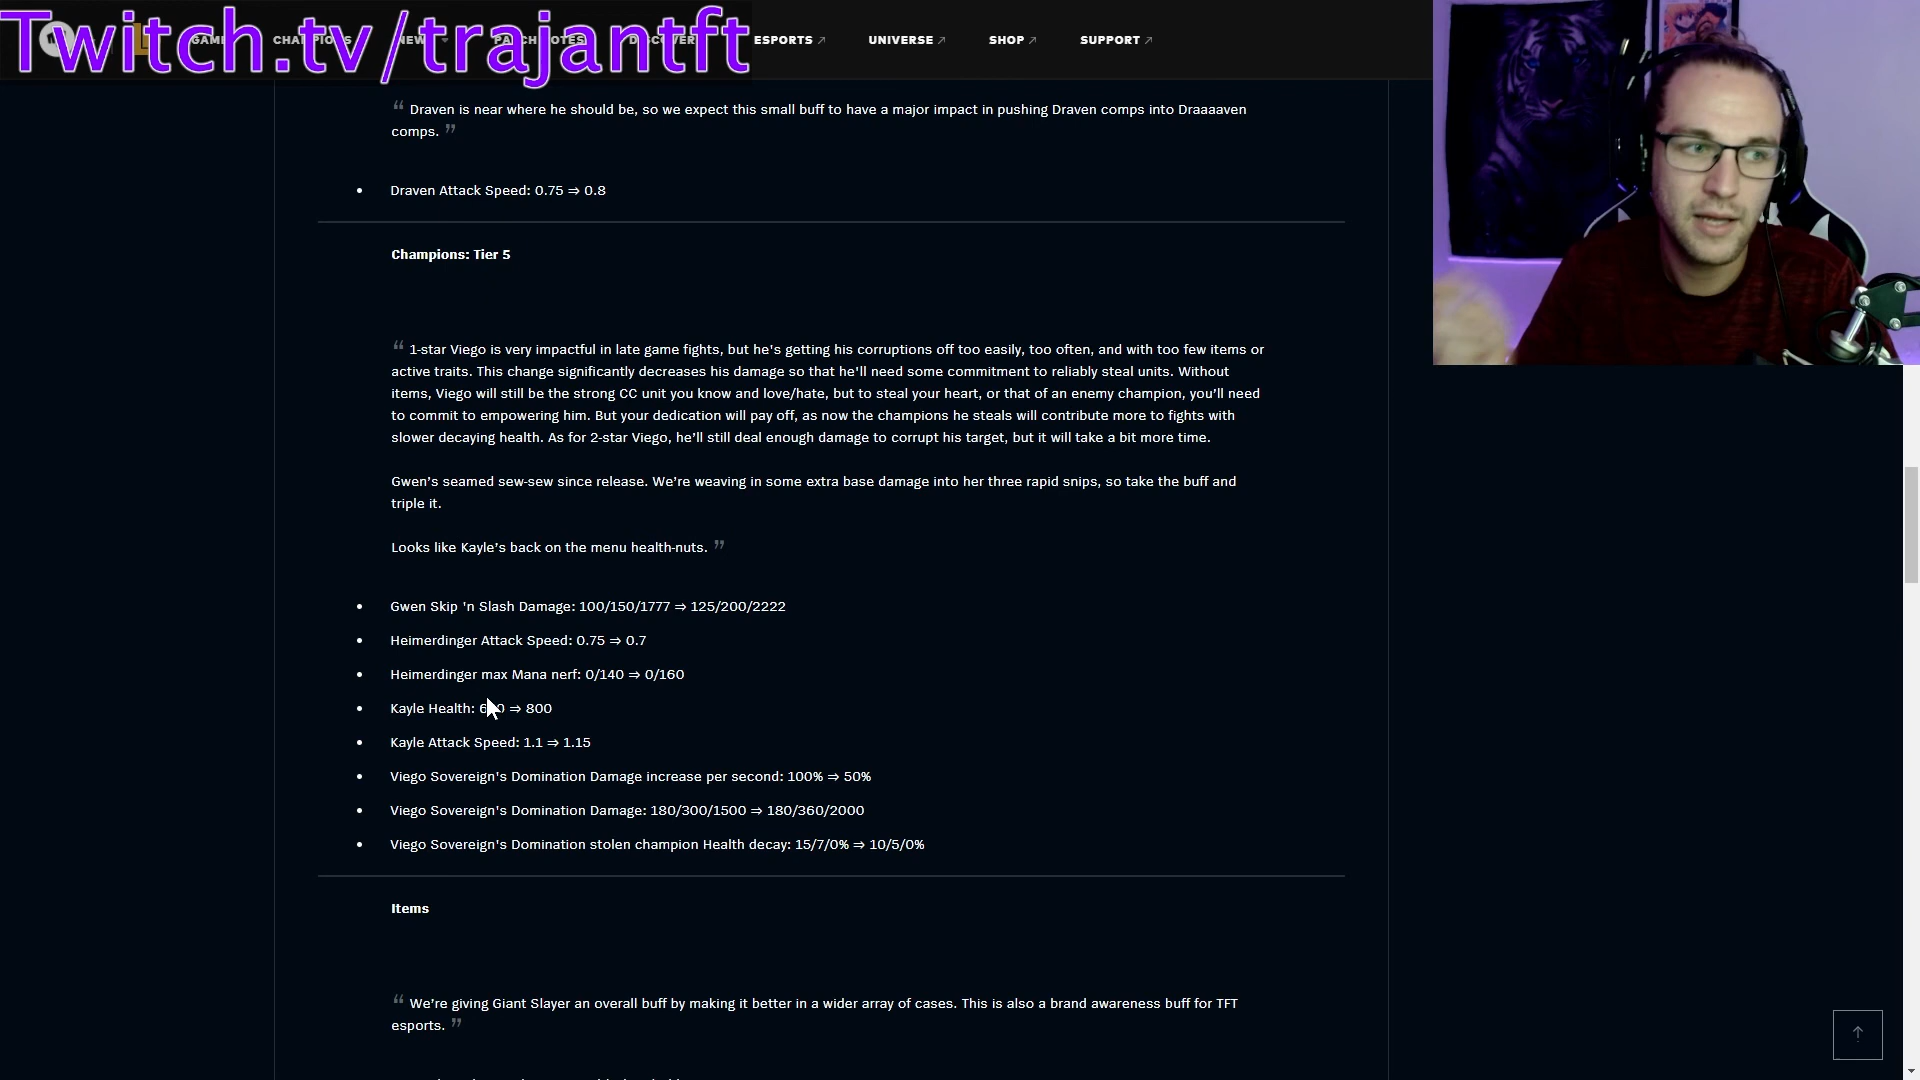 Twitch.tv/trajantft
ESPORTS
UNIVERSE
SHOP
SUPPORT
“ Draven is near where he should be, so we expect this small buff to have a major impact in pushing Draven comps into Draaaaven
comps. ”
• Draven Attack Speed: 0.75 ⇒ 0.8
Champions: Tier 5
“ 1-star Viego is very impactful in late game fights, but he's getting his corruptions off too easily, too often, and with too few items or
active traits. This change significantly decreases his damage so that he'll need some commitment to reliably steal units. Without
items, Viego will still be the strong CC unit you know and love/hate, but to steal your heart, or that of an enemy champion, you’ll need
to commit to empowering him. But your dedication will pay off, as now the champions he steals will contribute more to fights with
slower decaying health. As for 2-star Viego, he’ll still deal enough damage to corrupt his target, but it will take a bit more time.
Gwen’s seamed sew-sew since release. We’re weaving in some extra base damage into her three rapid snips, so take the buff and
triple it.
Looks like Kayle’s back on the menu health-nuts. ”
• Gwen Skip 'n Slash Damage: 100/150/1777 ⇒ 125/200/2222
• Heimerdinger Attack Speed: 0.75 ⇒ 0.7
• Heimerdinger max Mana nerf: 0/140 ⇒ 0/160
• Kayle Health: ⇒ 800
• Kayle Attack Speed: 1.1 ⇒ 1.15
• Viego Sovereign's Domination Damage increase per second: 100% ⇒ 50%
• Viego Sovereign's Domination Damage: 180/300/1500 ⇒ 180/360/2000
• Viego Sovereign's Domination stolen champion Health decay: 15/7/0% ⇒ 10/5/0%
Items
“ We’re giving Giant Slayer an overall buff by making it better in a wider array of cases. This is also a brand awareness buff for TFT
esports. ”